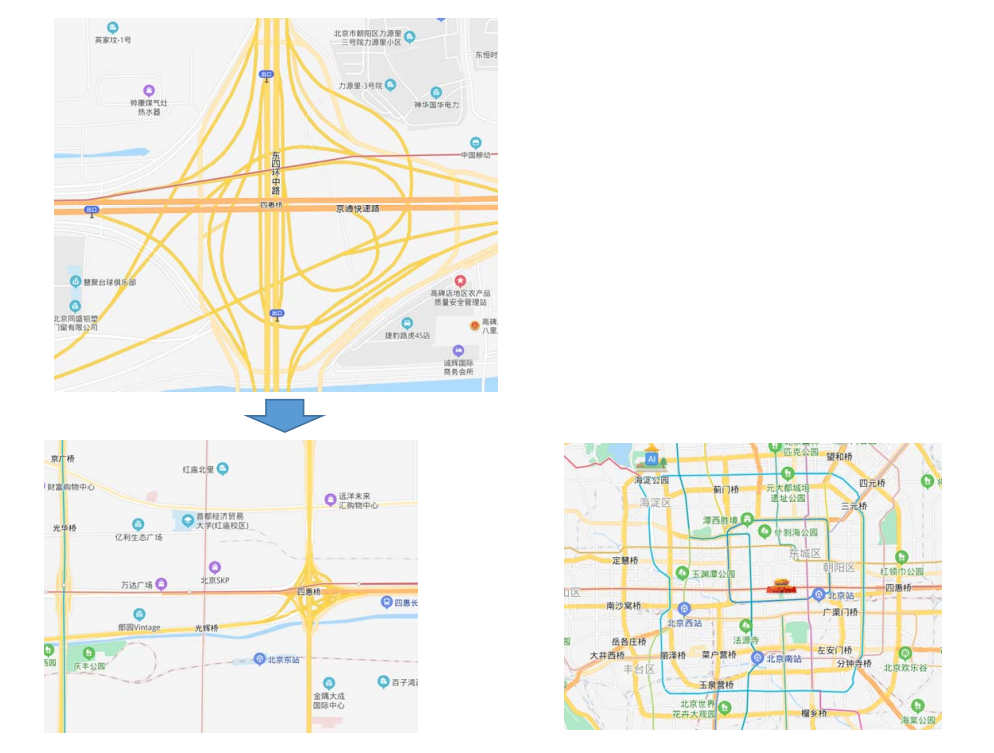 英家坟-1号
北京市朝阳区力源里
三号院力源里小区
东恒时
力源里-3号院
神华国华电力
帅康煤气灶
热水器
出口
中国移动
东四环中路
四惠桥
京通快速路
出口
慧聚台球俱乐部
高碑店地区农产品
质量安全管理站
北京同盛铝塑
门窗有限公司
出口
捷豹路虎4S店
高碑
八里
诚辉国际
商务会所
京广桥
红庙北里
财富购物中心
远洋未来
汇购物中心
首都经济贸易
大学(红庙校区)
光华桥
亿利生态广场
万达广场
北京SKP
四惠桥
四惠长
郎园Vintage
光辉桥
庆丰公园
北京东站
金隅大成
国际中心
百子湾
西园
匹克公园
望和桥
AI
海淀公园
海淀区
蓟门桥
元大都城垣
遗址公园
四元桥
三元桥
潭西胜境
什刹海公园
定慧桥
东城区
朝阳区
玉渊潭公园
红领巾公园
四惠桥
山区
南沙窝桥
北京站
北京西站
广渠门桥
法源寺
岳各庄桥
大井西桥
丽泽桥
菜户营桥
北京南站
左安门桥
分钟寺桥
北京欢乐谷
丰台区
玉泉营桥
北京世界
花卉大观园
榴乡桥
海棠公园